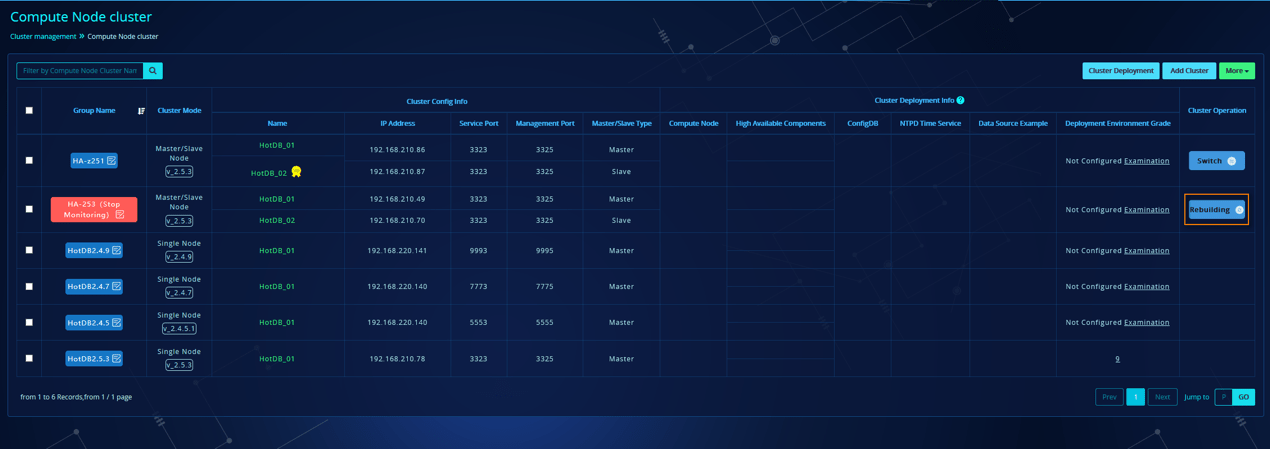 Compute Node cluster
Cluster management » Compute Node cluster
Filter by Compute Node Cluster Nam
Cluster Deployment Add Cluster More
Group Name Cluster Mode Cluster Config Info Cluster Deployment Info ? Cluster Operation
Name IP Address Service Port Management Port Master/Slave Type Compute Node High Available Components ConfigDB NTPD Time Service Data Source Example Deployment Environment Grade
HA-z251 Master/Slave Node v_2.5.3 HotDB_01 192.168.210.86 3323 3325 Master Not Configured Examination Switch
HotDB_02 192.168.210.87 3323 3325 Slave
HA-253 (Stop Monitoring) Master/Slave Node v_2.5.3 HotDB_01 192.168.210.49 3323 3325 Master Not Configured Examination Rebuilding
HotDB_02 192.168.210.70 3323 3325 Slave
HotDB2.4.9 Single Node v_2.4.9 HotDB_01 192.168.220.141 9993 9995 Master Not Configured Examination
HotDB2.4.7 Single Node v_2.4.7 HotDB_01 192.168.220.140 7773 7775 Master Not Configured Examination
HotDB2.4.5 Single Node v_2.4.5.1 HotDB_01 192.168.220.140 5553 5555 Master Not Configured Examination
HotDB2.5.3 Single Node v_2.5.3 HotDB_01 192.168.210.78 3323 3325 Master 9
from 1 to 6 Records,from 1 / 1 page
Prev 1 Next Jump to P GO